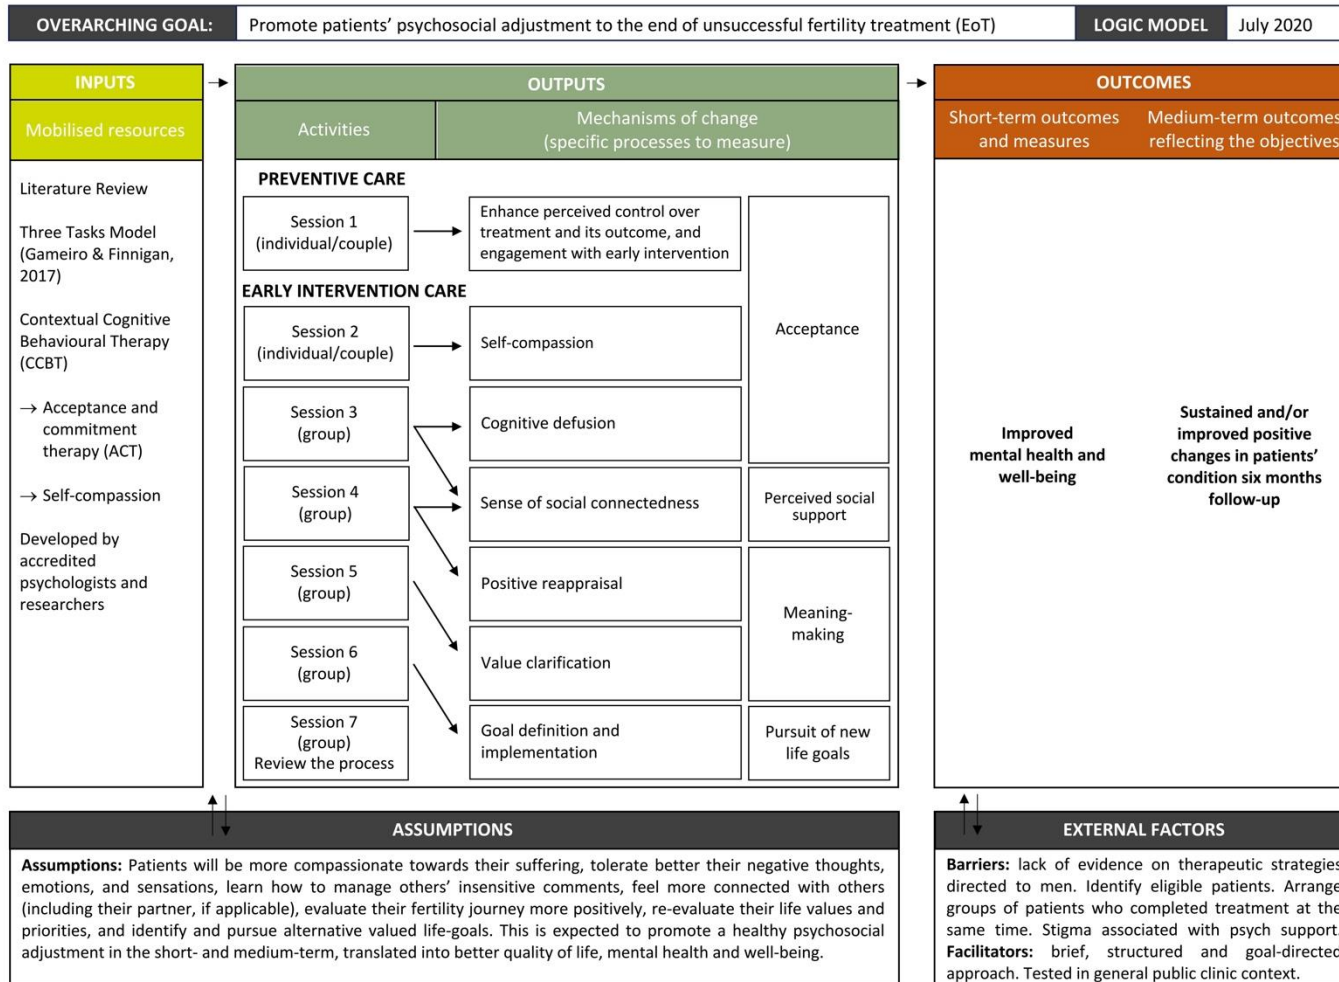 OVERARCHING GOAL:
Promote patients’ psychosocial adjustment to the end of unsuccessful fertility treatment (EoT)
LOGIC MODEL
July 2020
INPUTS
Mobilised resources
Literature Review
Three Tasks Model
(Gameiro & Finnigan,
2017)
Contextual Cognitive
Behavioural Therapy
(CCBT)
→ Acceptance and
commitment
therapy (ACT)
→ Self-compassion
Developed by
accredited
psychologists and
researchers
OUTPUTS
Activities
Mechanisms of change
(specific processes to measure)
PREVENTIVE CARE
Session 1
(individual/couple)
Enhance perceived control over
treatment and its outcome, and
engagement with early intervention
EARLY INTERVENTION CARE
Session 2
(individual/couple)
Self-compassion
Acceptance
Session 3
(group)
Cognitive defusion
Session 4
(group)
Sense of social connectedness
Perceived social
support
Session 5
(group)
Positive reappraisal
Meaning-
making
Session 6
(group)
Value clarification
Session 7
(group)
Review the process
Goal definition and
implementation
Pursuit of new
life goals
OUTCOMES
Short-term outcomes
and measures
Medium-term outcomes
reflecting the objectives
Improved
mental health and
well-being
Sustained and/or
improved positive
changes in patients’
condition six months
follow-up
ASSUMPTIONS
Assumptions: Patients will be more compassionate towards their suffering, tolerate better their negative thoughts,
emotions, and sensations, learn how to manage others’ insensitive comments, feel more connected with others
(including their partner, if applicable), evaluate their fertility journey more positively, re-evaluate their life values and
priorities, and identify and pursue alternative valued life-goals. This is expected to promote a healthy psychosocial
adjustment in the short- and medium-term, translated into better quality of life, mental health and well-being.
EXTERNAL FACTORS
Barriers: lack of evidence on therapeutic strategies
directed to men. Identify eligible patients. Arrange
groups of patients who completed treatment at the
same time. Stigma associated with psych support.
Facilitators: brief, structured and goal-directed
approach. Tested in general public clinic context.